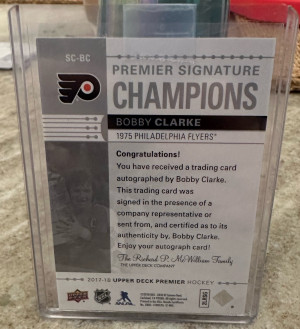 SC-BC
PREMIER SIGNATURE
CHAMPIONS
BOBBY CLARKE
1975 PHILADELPHIA FLYERS
Congratulations!
You have received a trading card
autographed by Bobby Clarke.
This trading card was
signed in the presence of a
company representative or
sent from, and certified as to its
authenticity by, Bobby Clarke.
Enjoy your autograph card!
The Richard P. McWilliam Family
THE UPPER DECK COMPANY
2017-18 UPPER DECK PREMIER HOCKEY